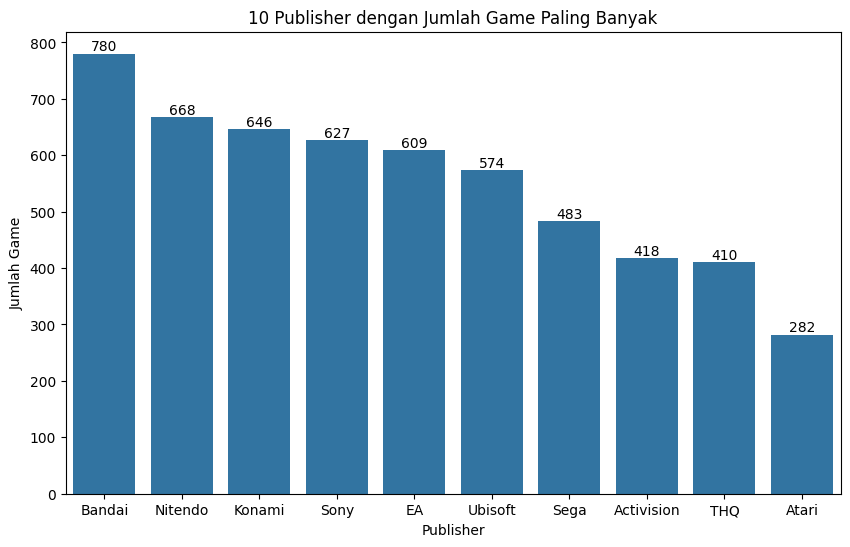 10 Publisher dengan Jumlah Game Paling Banyak
Jumlah Game
800
700
600
500
400
300
200
100
0
780
668
646
627
609
574
483
418
410
282
Bandai
Nitendo
Konami
Sony
EA
Ubisoft
Sega
Activision
THQ
Atari
Publisher